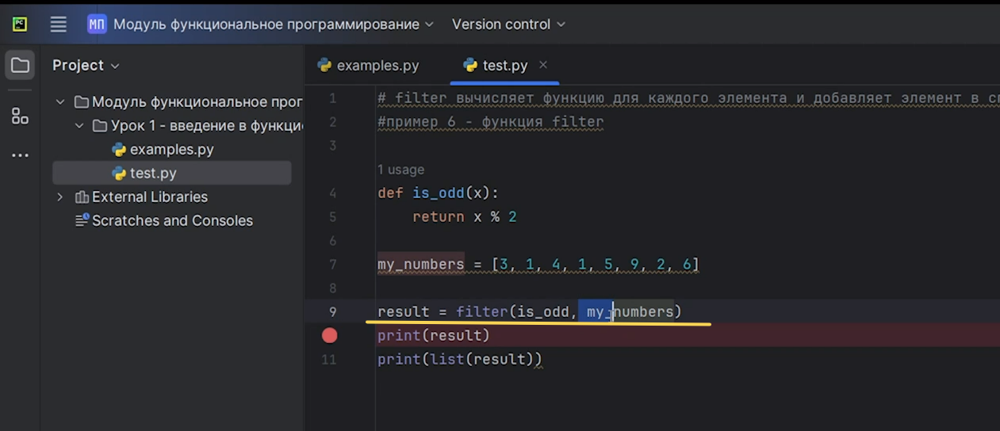 PC
МП Модуль функциональное программирование Version control
Project
Модуль функциональное прог
Урок 1 - введение в функци
examples.py
test.py
External Libraries
Scratches and Consoles
examples.py test.py
1 # filter вычисляет функцию для каждого элемента и добавляет элемент в сп
2 #пример 6 - функция filter
3
1 usage
4 def is_odd(x):
5 return x % 2
6
7 my_numbers = [3, 1, 4, 1, 5, 9, 2, 6]
8
9 result = filter(is_odd, my_numbers)
print(result)
11 print(list(result))